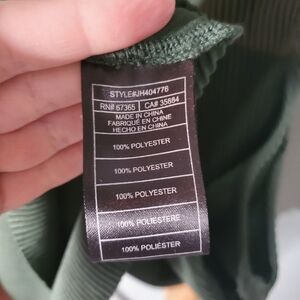 STYLE#JH404776
RN# 67365 CA# 35684
MADE IN CHINA
FABRIQUÉ EN CHINE
HECHO EN CHINA
100% POLYESTER
100% POLYESTER
100% POLYESTER
100% POLIESTERE
100% POLIÉSTER